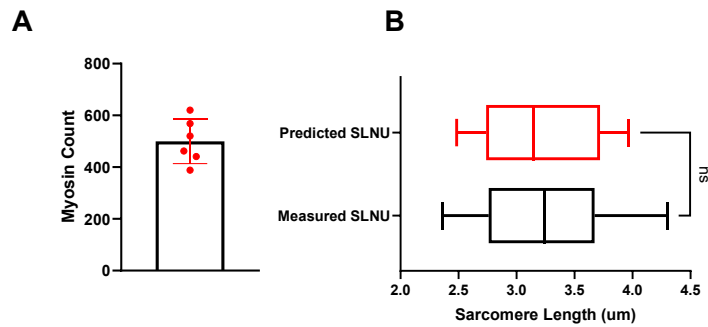 A
B
800
600
400
200
0
Myosin Count
Predicted SLNU
Measured SLNU
ns
2.0 2.5 3.0 3.5 4.0 4.5
Sarcomere Length (um)